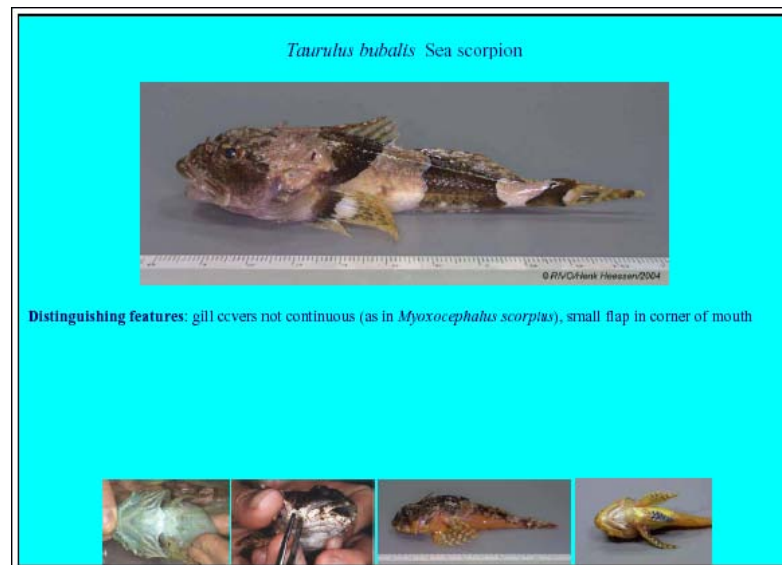 Taurulus bubalis Sea scorpion
© RIVO/Henk Heessen/2004
Distinguishing features: gill covers not continuous (as in Myoxocephalus scorpius), small flap in corner of mouth